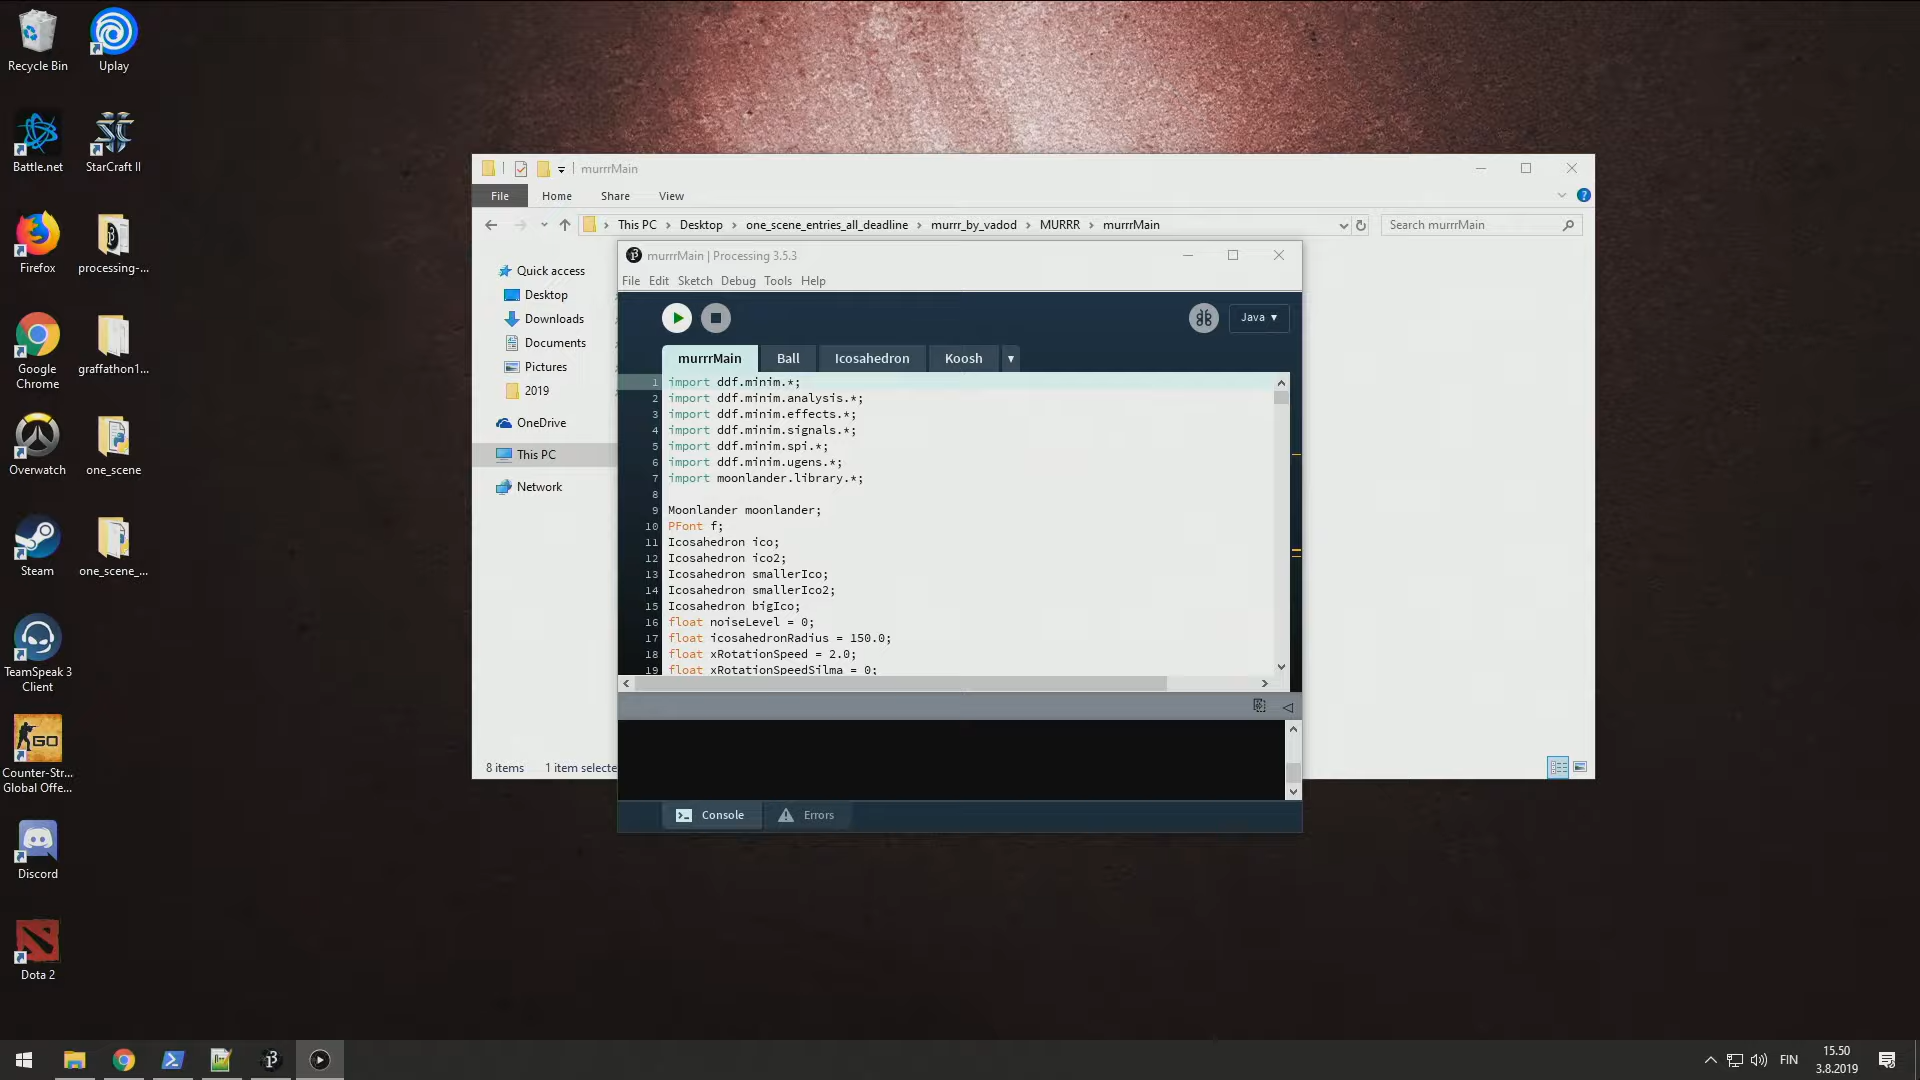 Recycle Bin
Uplay
Battle.net
StarCraft II
Firefox
processing-...
Google
Chrome
graffathon1...
Overwatch
one_scene
Steam
one_scene_...
TeamSpeak 3
Client
GO
Counter-Str...
Global Offe...
Discord
Dota 2
murrrMain
File
Home
Share
View
This PC
Desktop
one_scene_entries_all_deadline
murrr_by_vadod
MURRR
murrrMain
Search murrrMain
Quick access
Desktop
Downloads
Documents
Pictures
2019
OneDrive
This PC
Network
8 items
1 item selecte
murrrMain | Processing 3.5.3
File
Edit
Sketch
Debug
Tools
Help
Java ▾
murrrMain
Ball
Icosahedron
Koosh
1 import ddf.minim.*;
2 import ddf.minim.analysis.*;
3 import ddf.minim.effects.*;
4 import ddf.minim.signals.*;
5 import ddf.minim.spi.*;
6 import ddf.minim.ugens.*;
7 import moonlander.library.*;
8
9 Moonlander moonlander;
10 PFont f;
11 Icosahedron ico;
12 Icosahedron ico2;
13 Icosahedron smallerIco;
14 Icosahedron smallerIco2;
15 Icosahedron bigIco;
16 float noiseLevel = 0;
17 float icosahedronRadius = 150.0;
18 float xRotationSpeed = 2.0;
19 float xRotationSpeedSilma = 0;
Console
Errors
FIN
15.50
3.8.2019